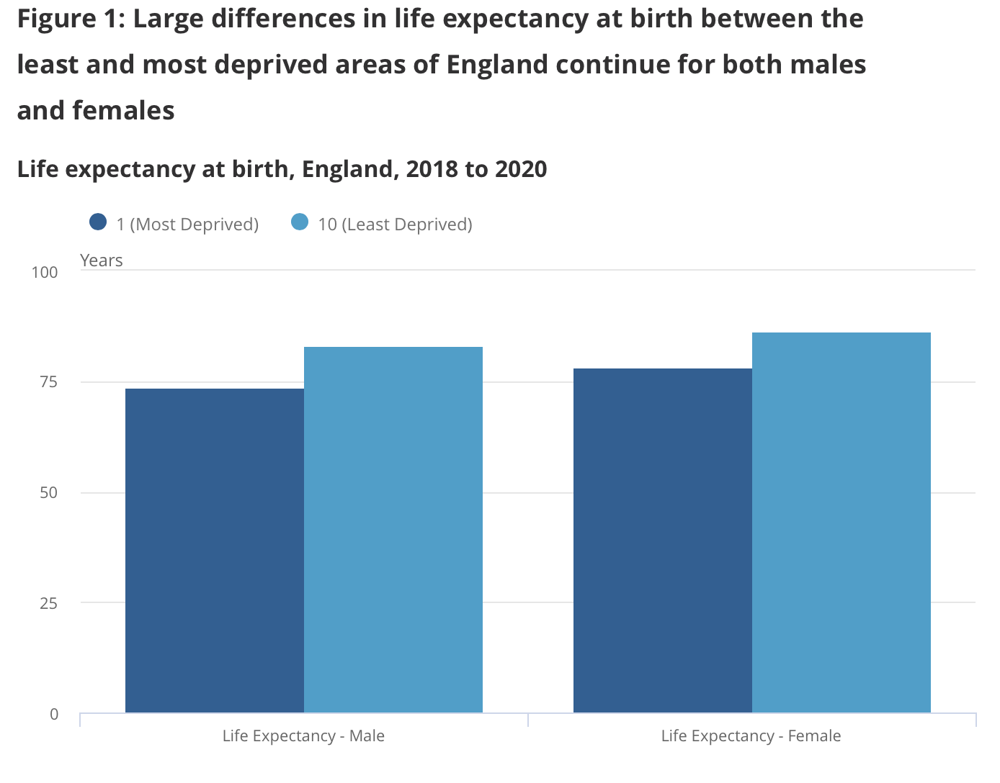 Figure 1: Large differences in life expectancy at birth between the
least and most deprived areas of England continue for both males
and females
Life expectancy at birth, England, 2018 to 2020
1 (Most Deprived)
10 (Least Deprived)
Years
100
75
50
25
0
Life Expectancy - Male
Life Expectancy - Female